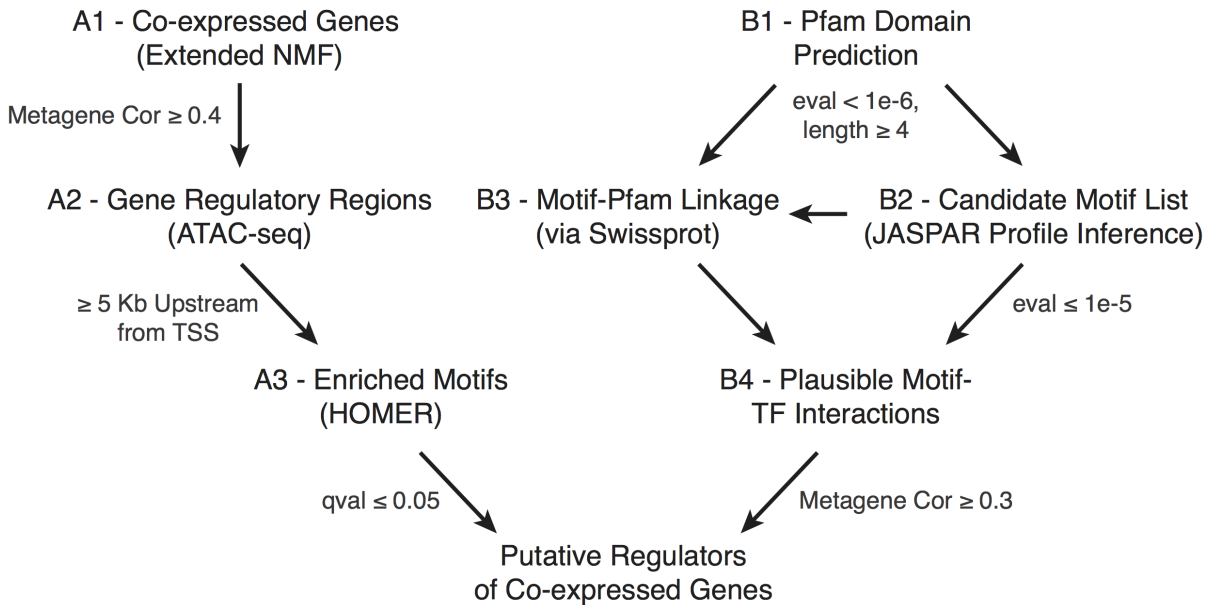 A1 - Co-expressed Genes
(Extended NMF)
B1 - Pfam Domain
Prediction
Metagene Cor ≥ 0.4
eval < 1e-6,
length ≥ 4
A2 - Gene Regulatory Regions
(ATAC-seq)
B3 - Motif-Pfam Linkage
(via Swissprot)
B2 - Candidate Motif List
(JASPAR Profile Inference)
≥ 5 Kb Upstream
from TSS
eval ≤ 1e-5
A3 - Enriched Motifs
(HOMER)
B4 - Plausible Motif-
TF Interactions
qval ≤ 0.05
Metagene Cor ≥ 0.3
Putative Regulators
of Co-expressed Genes